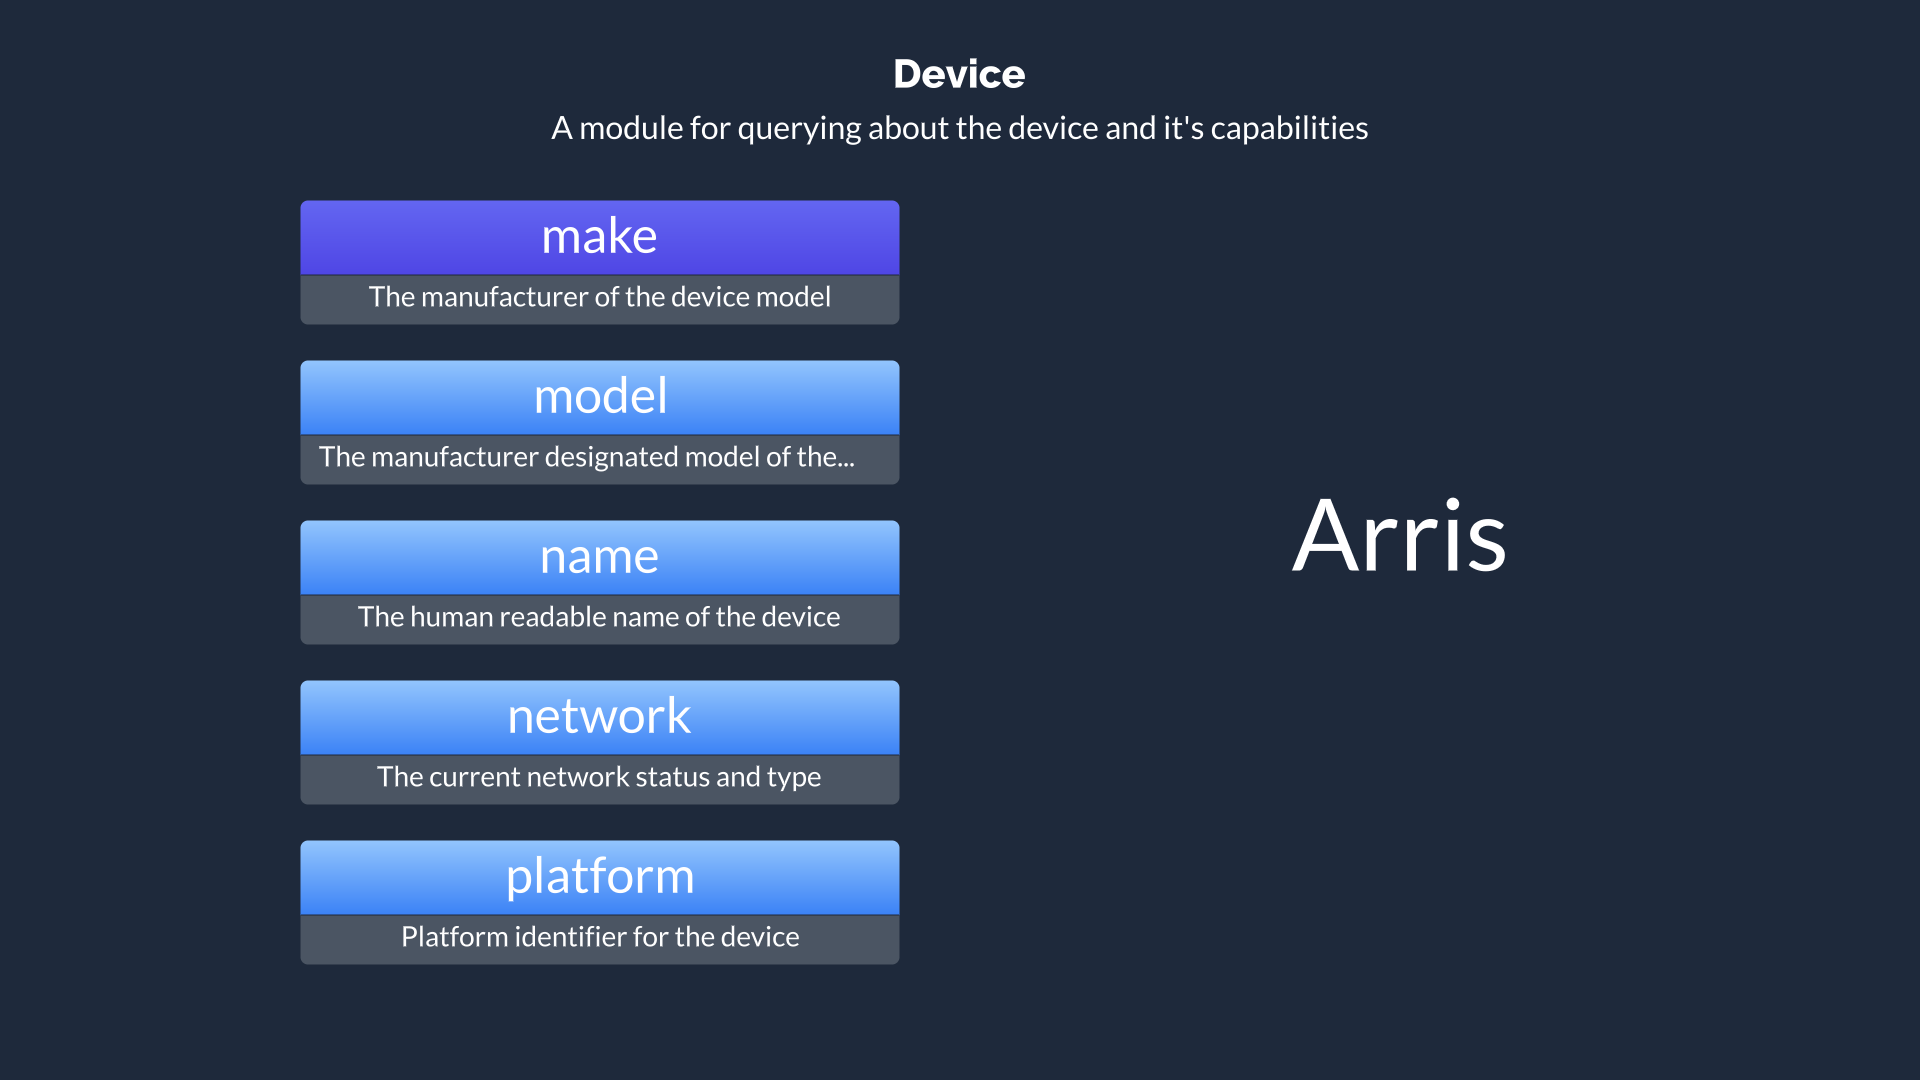 Device
A module for querying about the device and it's capabilities
make
The manufacturer of the device model
model
The manufacturer designated model of the...
name
The human readable name of the device
network
The current network status and type
platform
Platform identifier for the device
Arris